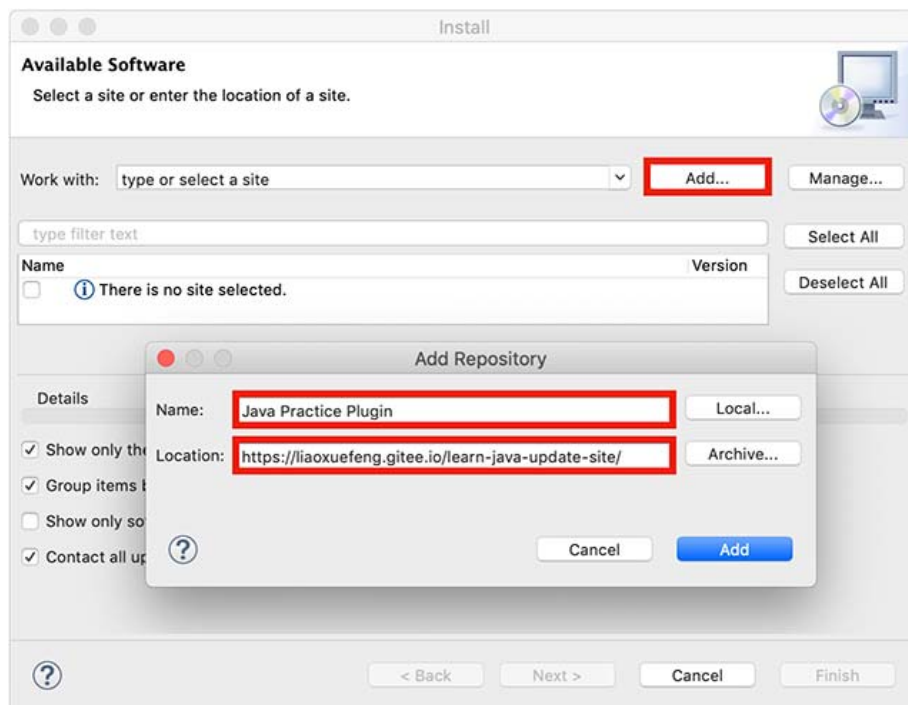 Install
Available Software
Select a site or enter the location of a site.
Work with: type or select a site Add... Manage...
type filter text Select All
Name Version
There is no site selected. Deselect All
Add Repository
Details
Name: Java Practice Plugin Local...
Show only the
Location: https://liaoxuefeng.gitee.io/learn-java-update-site/ Archive...
Group items
Show only
Contact all
? Cancel Add
? < Back Next > Cancel Finish